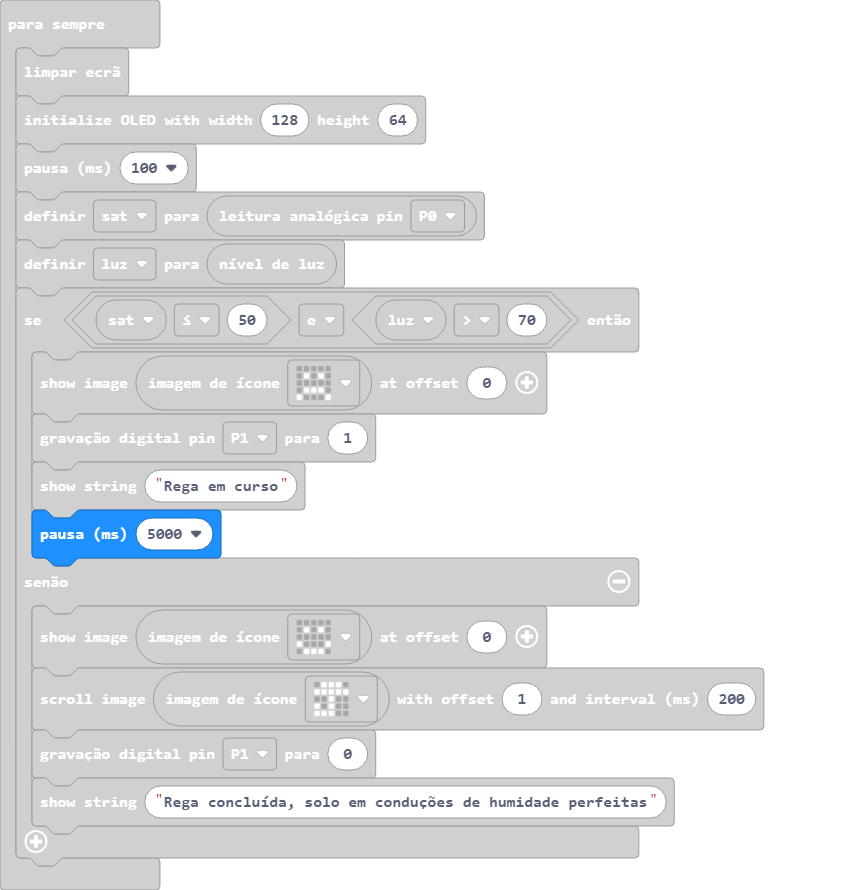 para sempre
limpar ecrã
initialize OLED with width 128 height 64
pausa (ms) 100
definir sat para leitura analógica pin P0
definir luz para nível de luz
se sat ≤ 50 e luz > 70 então
show image imagem de ícone at offset 0
gravação digital pin P1 para 1
show string "Rega em curso"
pausa (ms) 5000
senão
show image imagem de ícone at offset 0
scroll image imagem de ícone with offset 1 and interval (ms) 200
gravação digital pin P1 para 0
show string "Rega concluída, solo em conduções de humidade perfeitas"